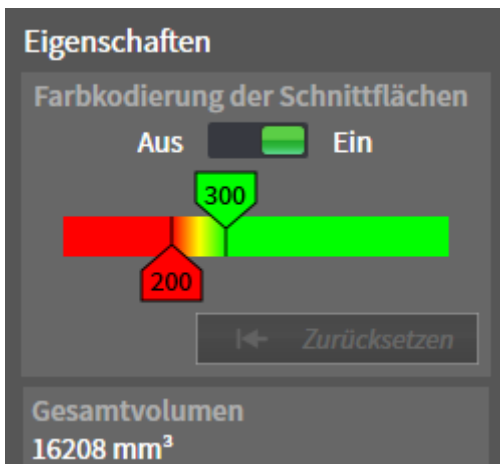 Eigenschaften
Farbkodierung der Schnittflächen
Aus Ein
300
200
Zurücksetzen
Gesamtvolumen
16208 mm³